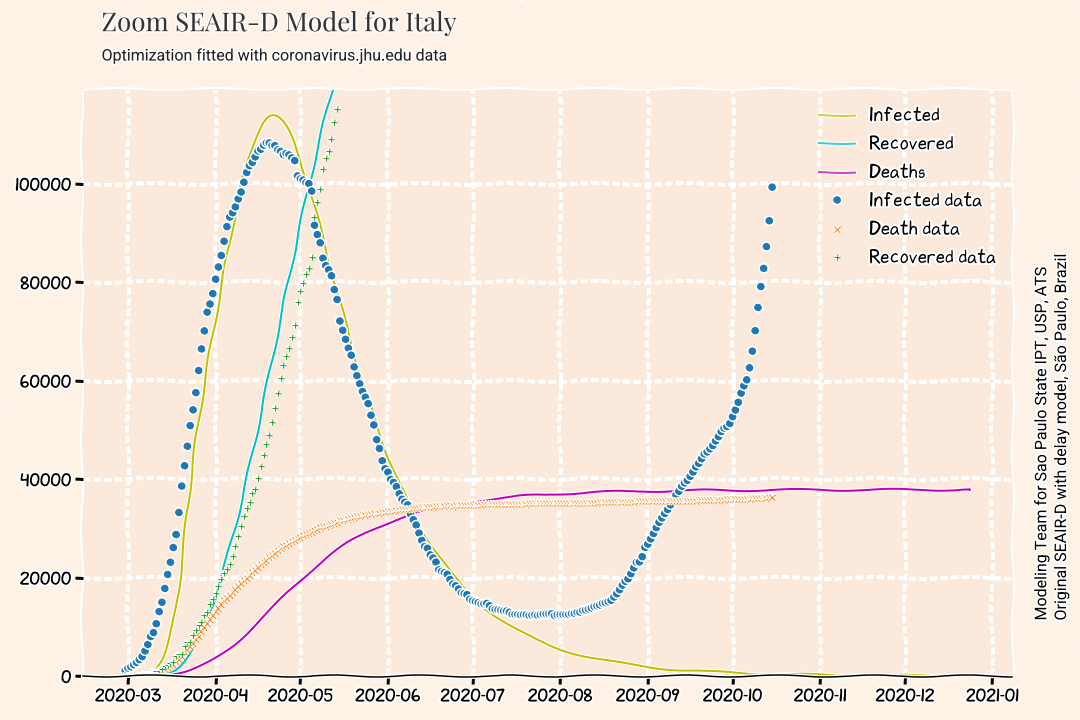 Zoom SEAIR-D Model for Italy
Optimization fitted with coronavirus.jhu.edu data
Infected
Recovered
Deaths
Infected data
Death data
Recovered data
100000
80000
60000
40000
20000
0
2020-03 2020-04 2020-05 2020-06 2020-07 2020-08 2020-09 2020-10 2020-11 2020-12 2021-01
Modeling Team for Sao Paulo State IPT, USP, ATS
Original SEAIR-D with delay model, São Paulo, Brazil